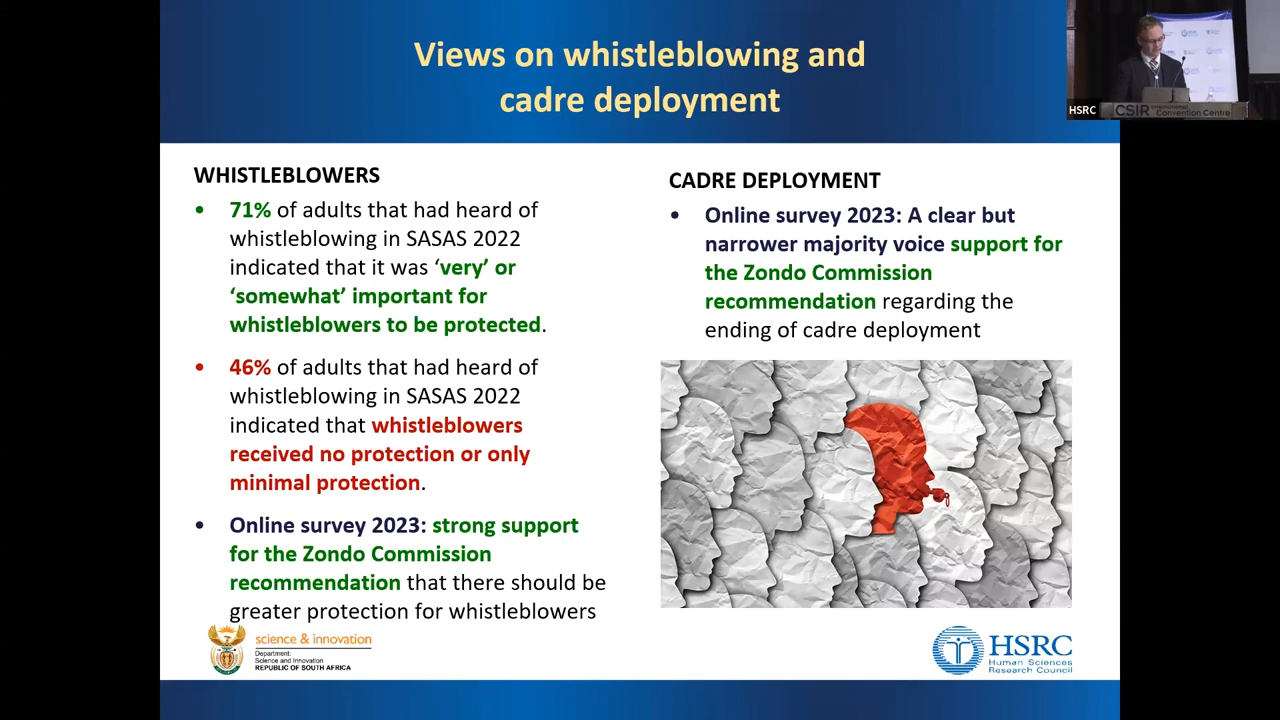 Views on whistleblowing and
cadre deployment
HSRC
CSIR International
Convention Centre
WHISTLEBLOWERS
• 71% of adults that had heard of
whistleblowing in SASAS 2022
indicated that it was ‘very’ or
‘somewhat’ important for
whistleblowers to be protected.
• 46% of adults that had heard of
whistleblowing in SASAS 2022
indicated that whistleblowers
received no protection or only
minimal protection.
• Online survey 2023: strong support
for the Zondo Commission
recommendation that there should be
greater protection for whistleblowers
CADRE DEPLOYMENT
• Online survey 2023: A clear but
narrower majority voice support for
the Zondo Commission
recommendation regarding the
ending of cadre deployment
science & innovation
Department:
Science and Innovation
REPUBLIC OF SOUTH AFRICA
HSRC
Human Sciences
Research Council